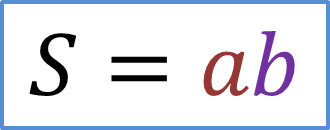 S = ab